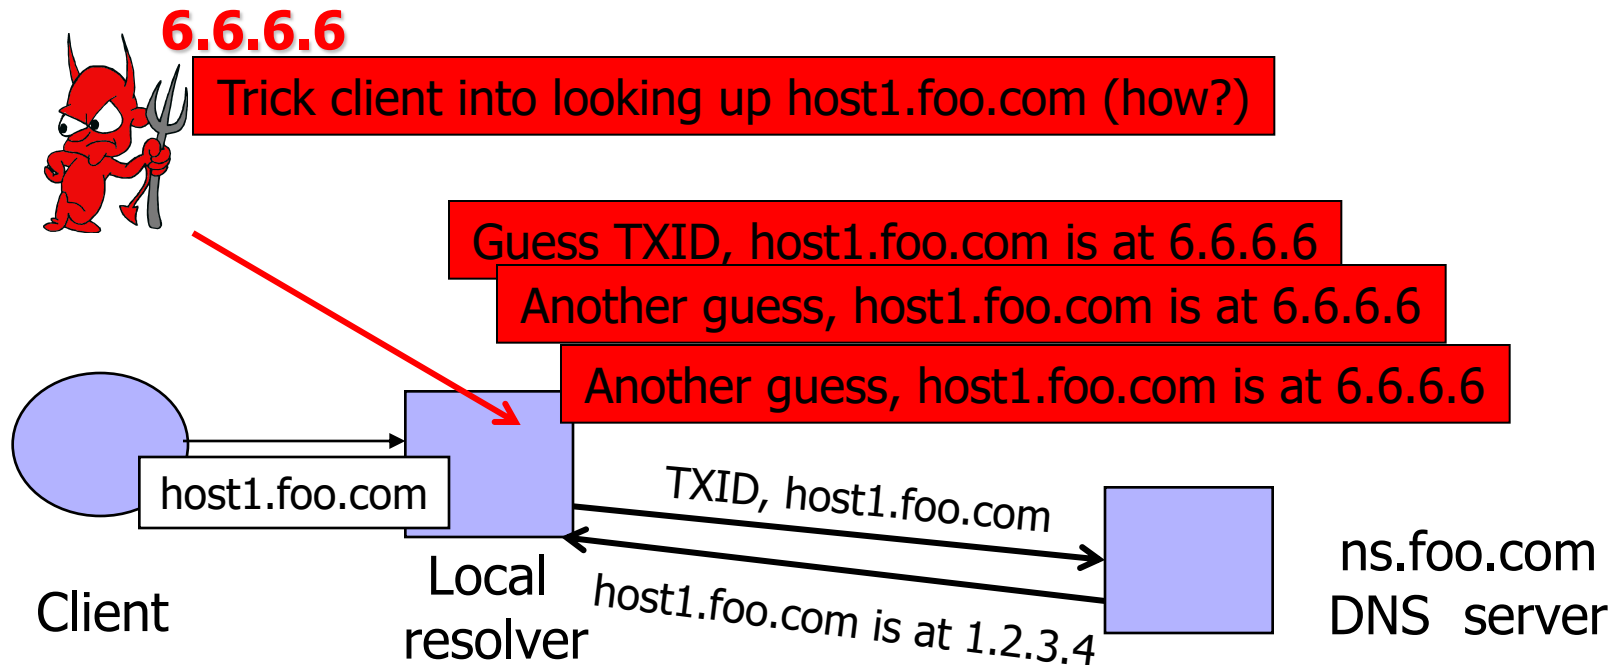 6.6.6.6
Trick client into looking up host1.foo.com (how?)
Guess TXID, host1.foo.com is at 6.6.6.6
Another guess, host1.foo.com is at 6.6.6.6
Another guess, host1.foo.com is at 6.6.6.6
host1.foo.com
TXID, host1.foo.com
host1.foo.com is at 1.2.3.4
Client
Local
resolver
ns.foo.com
DNS server